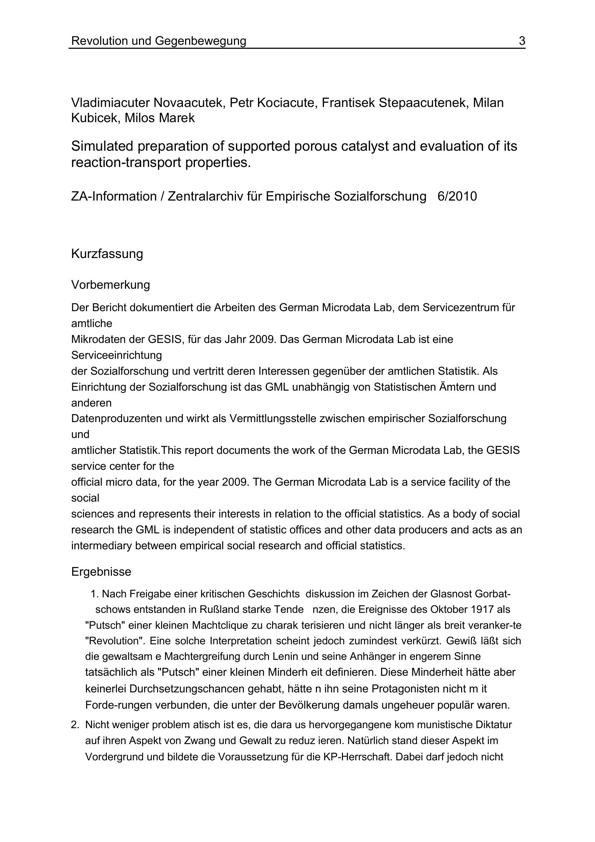 Revolution und Gegenbewegung 3
Vladimiacuter Novaacutek, Petr Kociacute, Frantisek Stepaacutenek, Milan
Kubicek, Milos Marek
Simulated preparation of supported porous catalyst and evaluation of its
reaction-transport properties.
ZA-Information / Zentralarchiv für Empirische Sozialforschung 6/2010
Kurzfassung
Vorbemerkung
Der Bericht dokumentiert die Arbeiten des German Microdata Lab, dem Servicezentrum für
amtliche
Mikrodaten der GESIS, für das Jahr 2009. Das German Microdata Lab ist eine
Serviceeinrichtung
der Sozialforschung und vertritt deren Interessen gegenüber der amtlichen Statistik. Als
Einrichtung der Sozialforschung ist das GML unabhängig von Statistischen Ämtern und
anderen
Datenproduzenten und wirkt als Vermittlungsstelle zwischen empirischer Sozialforschung
und
amtlicher Statistik.This report documents the work of the German Microdata Lab, the GESIS
service center for the
official micro data, for the year 2009. The German Microdata Lab is a service facility of the
social
sciences and represents their interests in relation to the official statistics. As a body of social
research the GML is independent of statistic offices and other data producers and acts as an
intermediary between empirical social research and official statistics.
Ergebnisse
1. Nach Freigabe einer kritischen Geschichts diskussion im Zeichen der Glasnost Gorbat-
schows entstanden in Rußland starke Tende nzen, die Ereignisse des Oktober 1917 als
"Putsch" einer kleinen Machtclique zu charak terisieren und nicht länger als breit veranker-te
"Revolution". Eine solche Interpretation scheint jedoch zumindest verkürzt. Gewiß läßt sich
die gewaltsam e Machtergreifung durch Lenin und seine Anhänger in engerem Sinne
tatsächlich als "Putsch" einer kleinen Minderh eit definieren. Diese Minderheit hätte aber
keinerlei Durchsetzungschancen gehabt, hätte n ihn seine Protagonisten nicht m it
Forde-rungen verbunden, die unter der Bevölkerung damals ungeheuer populär waren.
2. Nicht weniger problem atisch ist es, die dara us hervorgegangene kom munistische Diktatur
auf ihren Aspekt von Zwang und Gewalt zu reduz ieren. Natürlich stand dieser Aspekt im
Vordergrund und bildete die Voraussetzung für die KP-Herrschaft. Dabei darf jedoch nicht